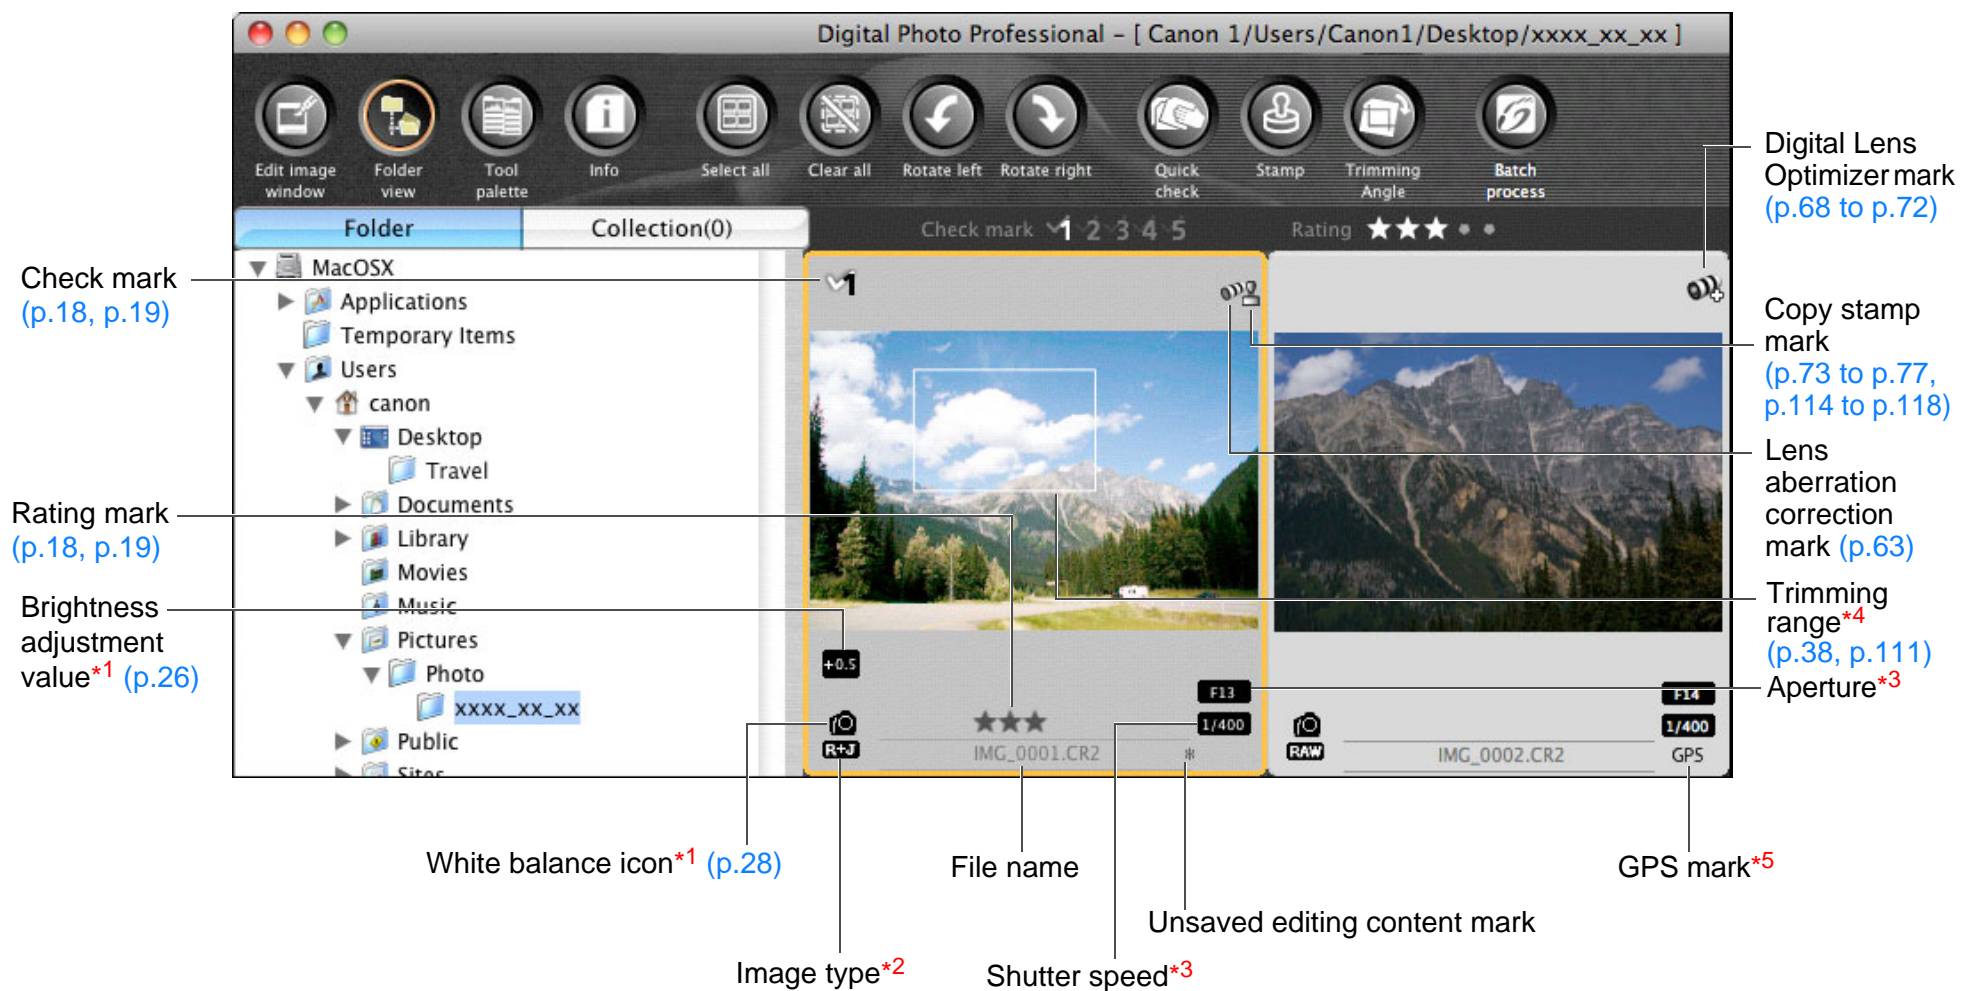 Digital Photo Professional – [ Canon 1/Users/Canon1/Desktop/xxxx_xx_xx ]
Edit image window
Folder view
Tool palette
Info
Select all
Clear all
Rotate left
Rotate right
Quick check
Stamp
Trimming Angle
Batch process
Folder
Collection(0)
Check mark 1 2 3 4 5
Rating ★★★
MacOSX
Applications
Temporary Items
Users
canon
Desktop
Travel
Documents
Library
Movies
Music
Pictures
Photo
xxxx_xx_xx
Public
Sites
1
+0.5
F13
1/400
R+J
★★★
IMG_0001.CR2
*
F14
1/400
RAW
IMG_0002.CR2
GPS
Check mark
(p.18, p.19)
Rating mark
(p.18, p.19)
Brightness
adjustment
value*1 (p.26)
Digital Lens
Optimizer mark
(p.68 to p.72)
Copy stamp
mark
(p.73 to p.77,
p.114 to p.118)
Lens
aberration
correction
mark (p.63)
Trimming
range*4
(p.38, p.111)
Aperture*3
White balance icon*1 (p.28)
File name
GPS mark*5
Unsaved editing content mark
Image type*2
Shutter speed*3